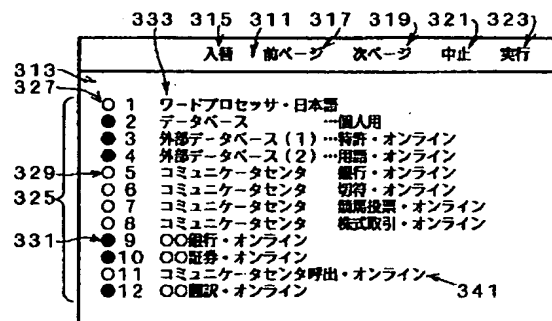 333 315 311 317 319 321 323
入替 前ページ 次ページ 中止 実行
313
327
○ 1 ワードプロセッサ・日本語
● 2 データベース …個人用
● 3 外部データベース(1)…特許・オンライン
● 4 外部データベース(2)…用語・オンライン
329 ○ 5 コミュニケータセンタ 銀行・オンライン
○ 6 コミュニケータセンタ 切符・オンライン
325
○ 7 コミュニケータセンタ 競馬投票・オンライン
○ 8 コミュニケータセンタ 株式取引・オンライン
331 ● 9 ○○銀行・オンライン
●10 ○○証券・オンライン
○11 コミュニケータセンタ呼出・オンライン
●12 ○○翻訳・オンライン 341